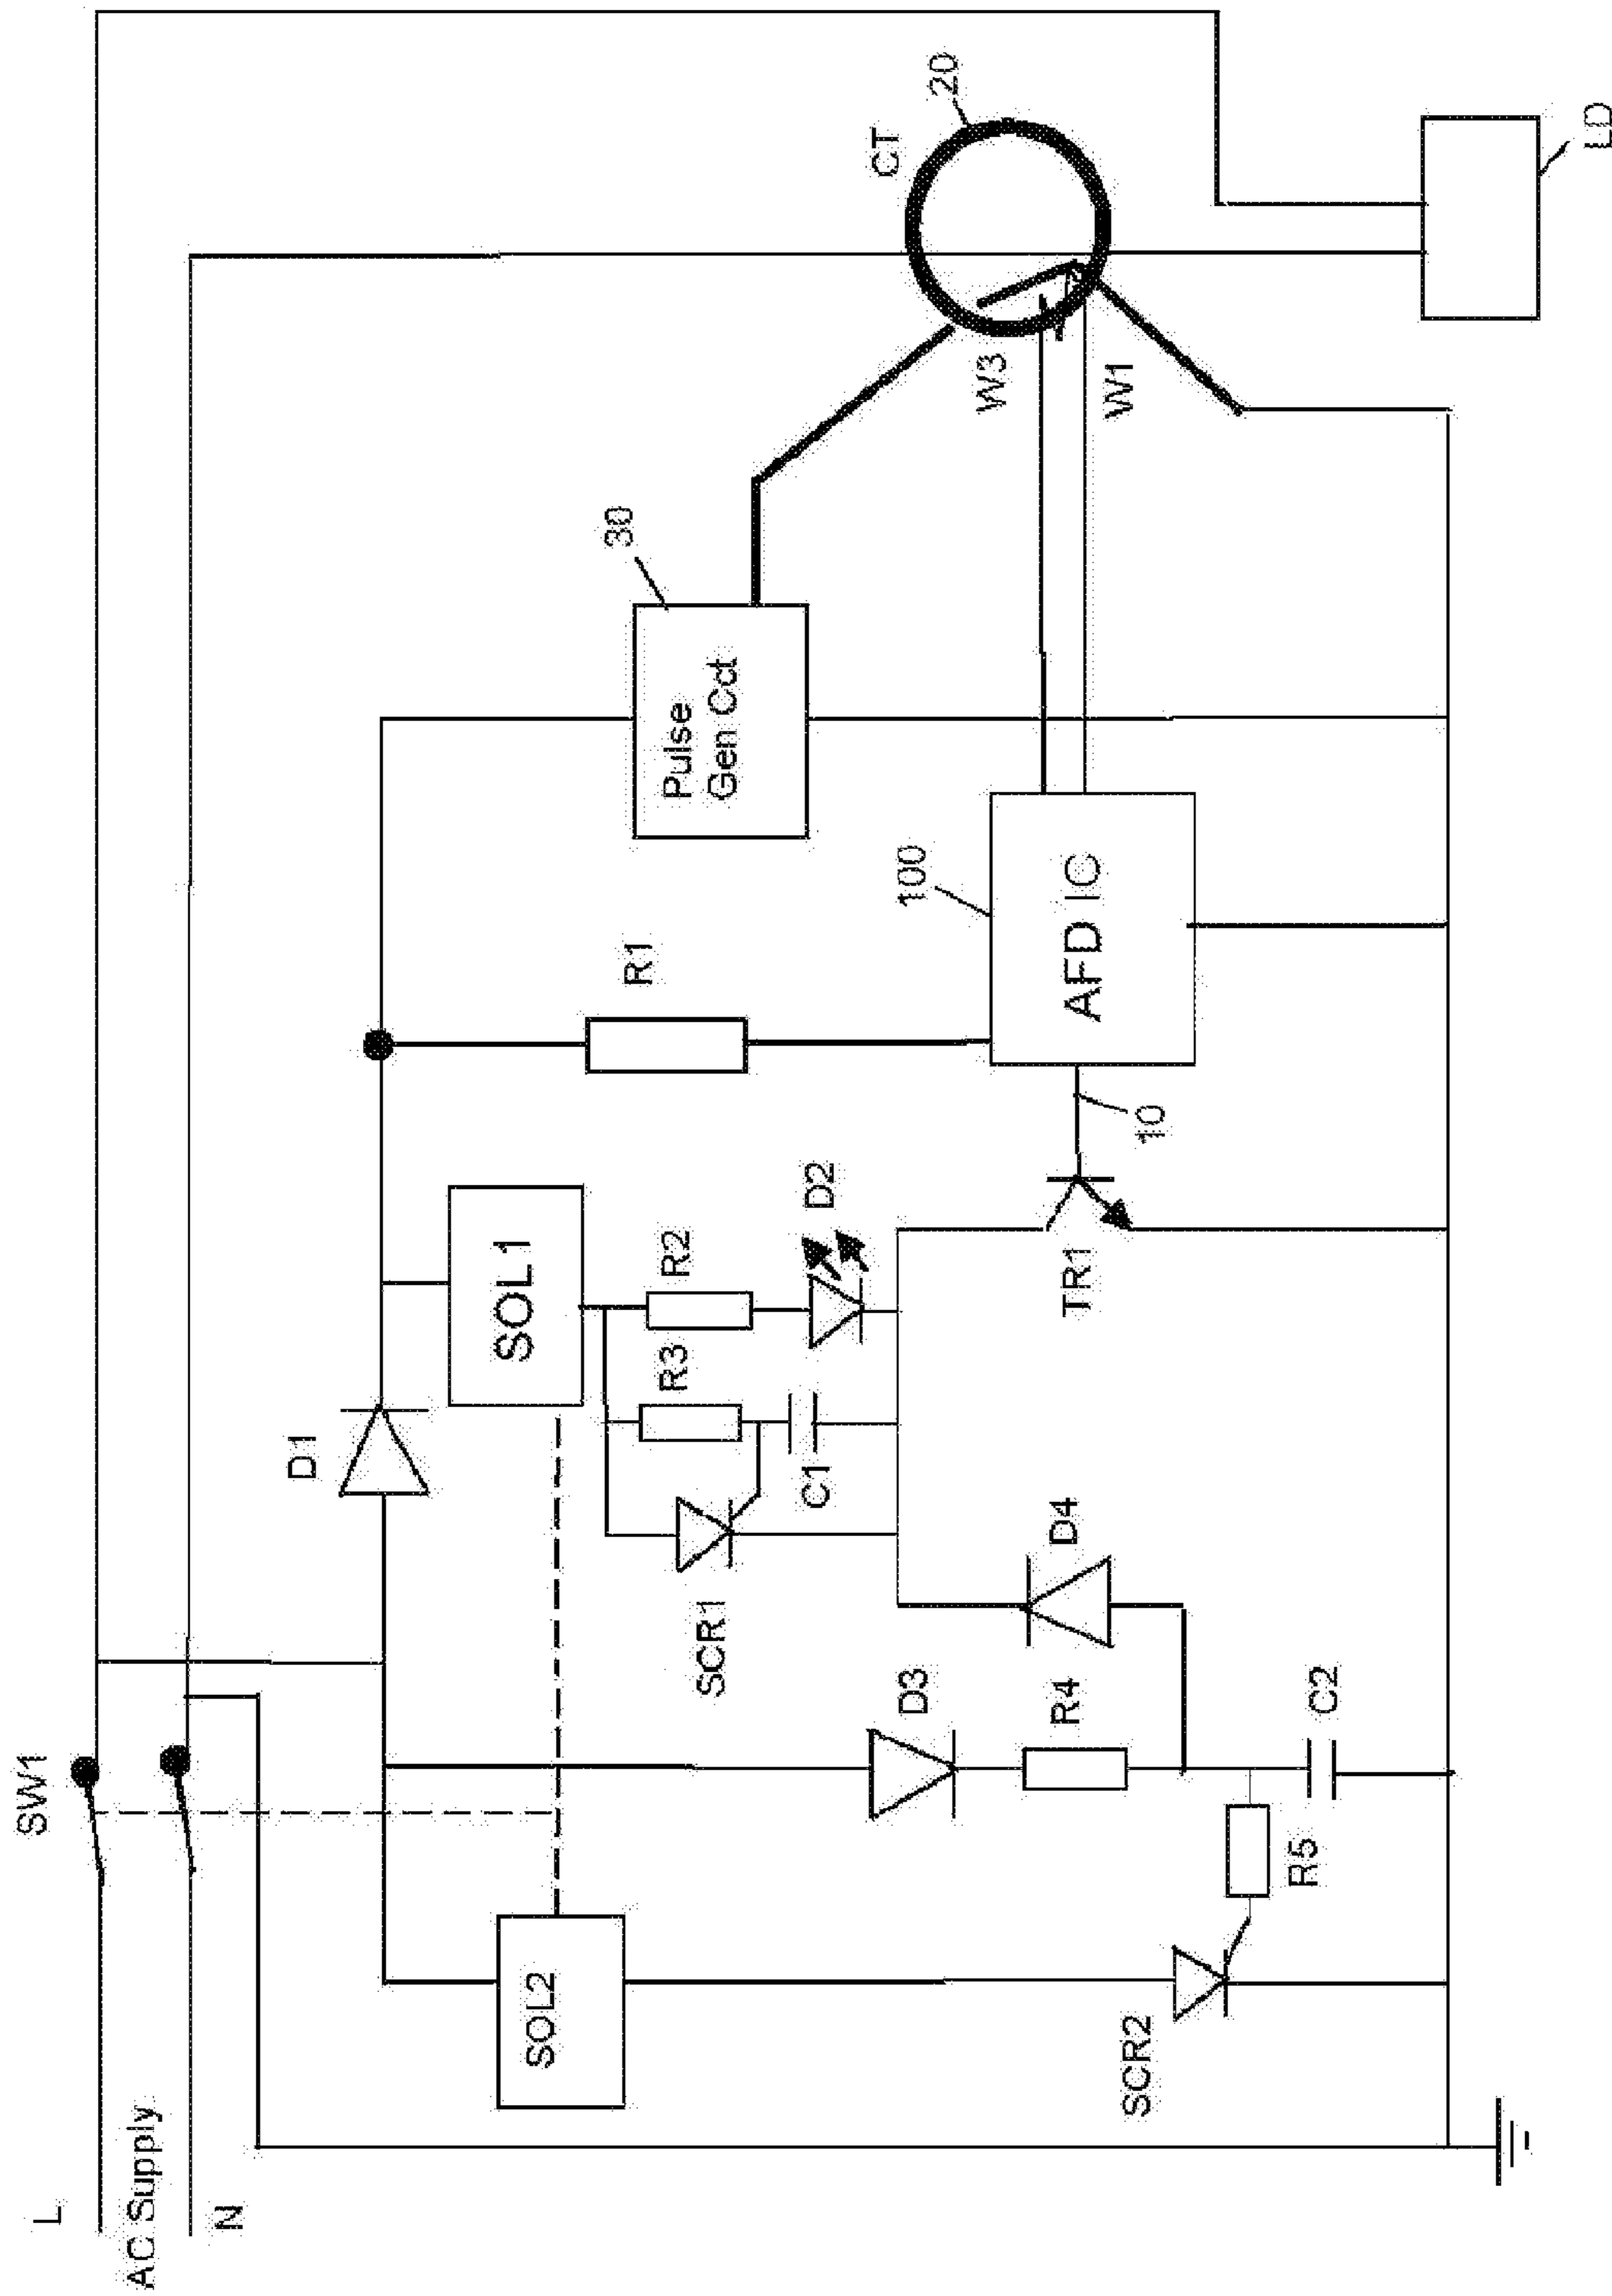 L
AC Supply
N
SW1
SOL2
SCR2
R5
C2
R4
D3
D4
D1
SOL1
SCR1
R3
C1
R2
D2
TR1
10
R1
100
AFD IC
Pulse
Gen Cct
30
W3
W1
CT
20
LD